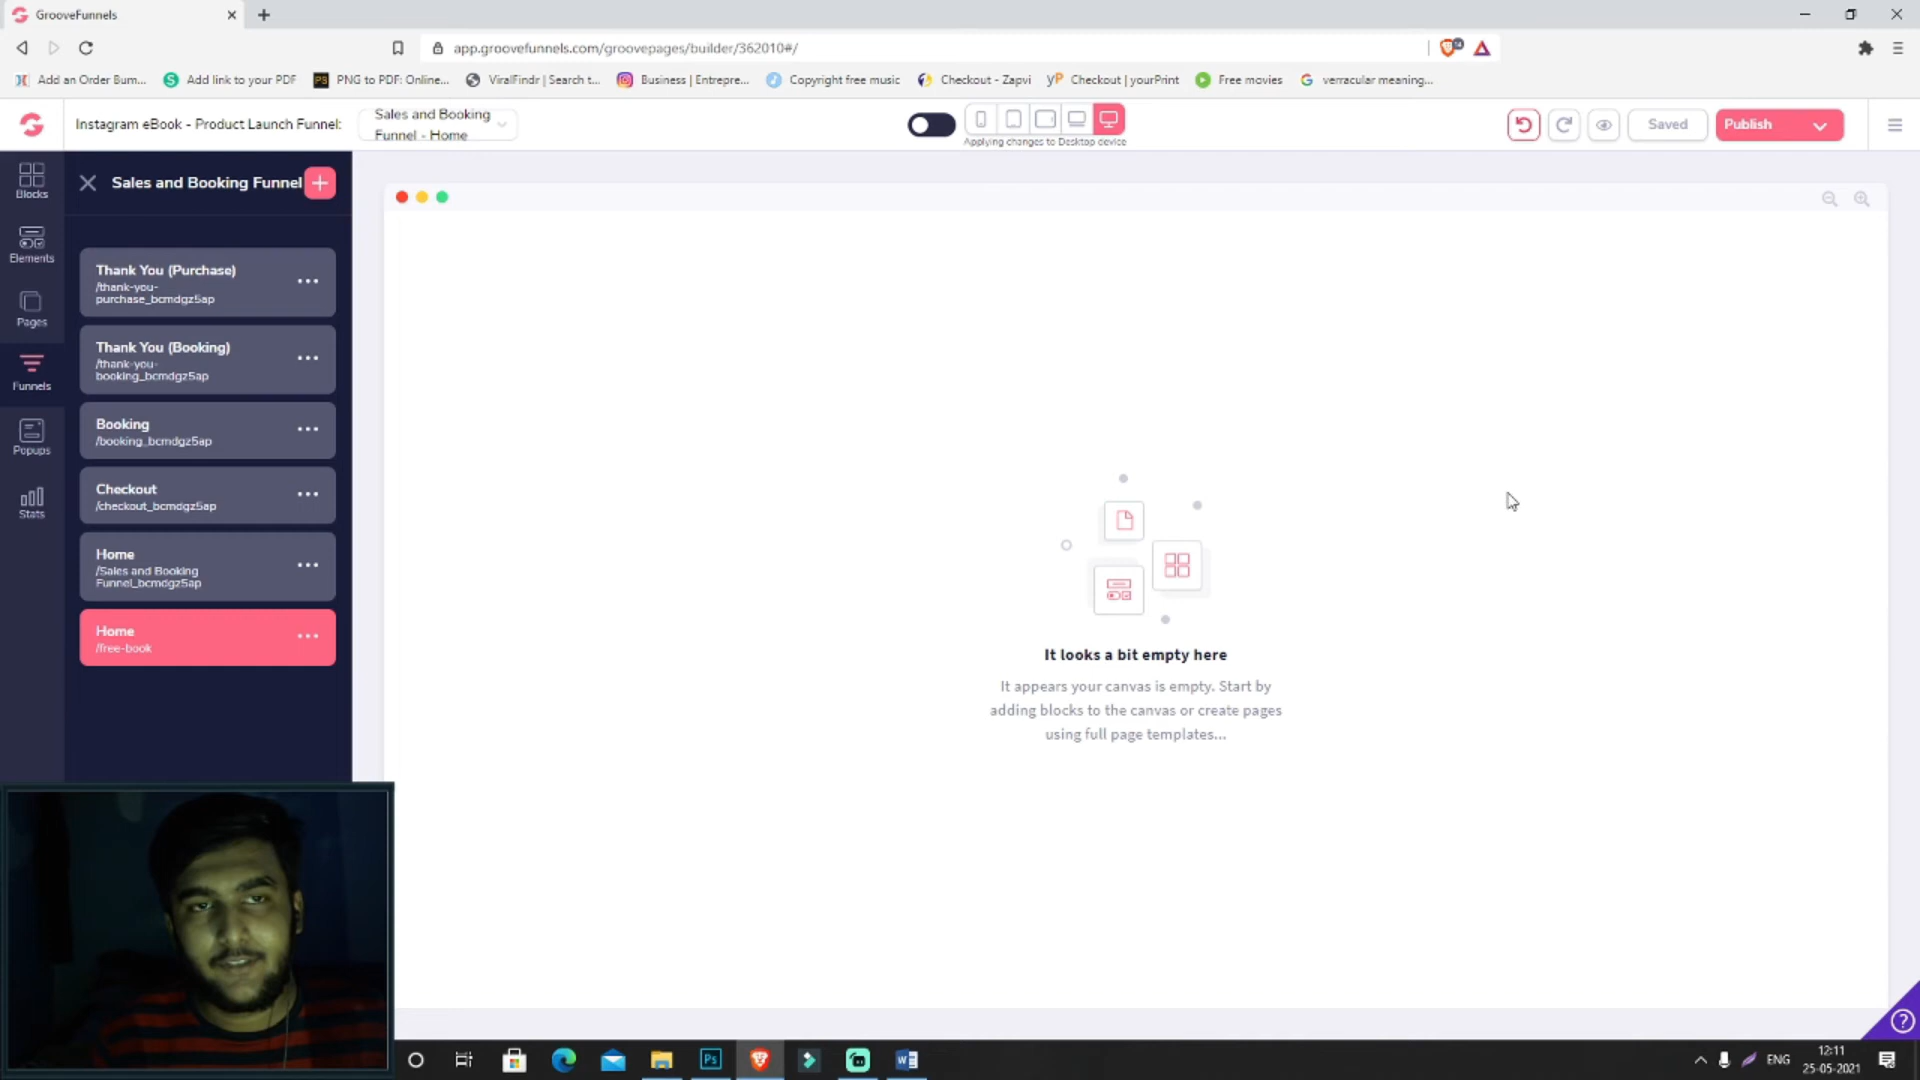 GrooveFunnels
app.groovefunnels.com/groovepages/builder/362010#/
Add an Order Bum...
Add link to your PDF
PNG to PDF: Online...
ViralFindr | Search t...
Business | Entrepre...
Copyright free music
Checkout - Zapvi
Checkout | yourPrint
Free movies
verracular meaning...
Instagram eBook - Product Launch Funnel:
Sales and Booking
Funnel - Home
Applying changes to Desktop device
Saved
Publish
Blocks
Elements
Pages
Funnels
Popups
Stats
Sales and Booking Funnel
Thank You (Purchase)
/thank-you-
purchase_bcmdgz5ap
Thank You (Booking)
/thank-you-
booking_bcmdgz5ap
Booking
/booking_bcmdgz5ap
Checkout
/checkout_bcmdgz5ap
Home
/Sales and Booking
Funnel_bcmdgz5ap
Home
/free-book
It looks a bit empty here
It appears your canvas is empty. Start by
adding blocks to the canvas or create pages
using full page templates...
Ps
ENG
12:11
25-05-2021